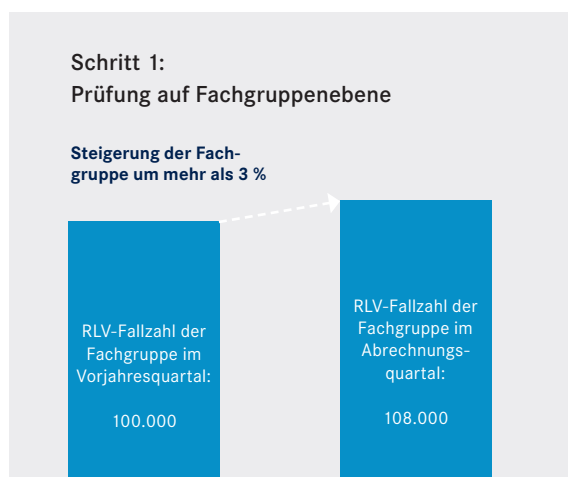 Schritt 1:
Prüfung auf Fachgruppenebene
Steigerung der Fach-
gruppe um mehr als 3 %
RLV-Fallzahl der
Fachgruppe im
Vorjahresquartal:
100.000
RLV-Fallzahl der
Fachgruppe im
Abrechnungs-
quartal:
108.000